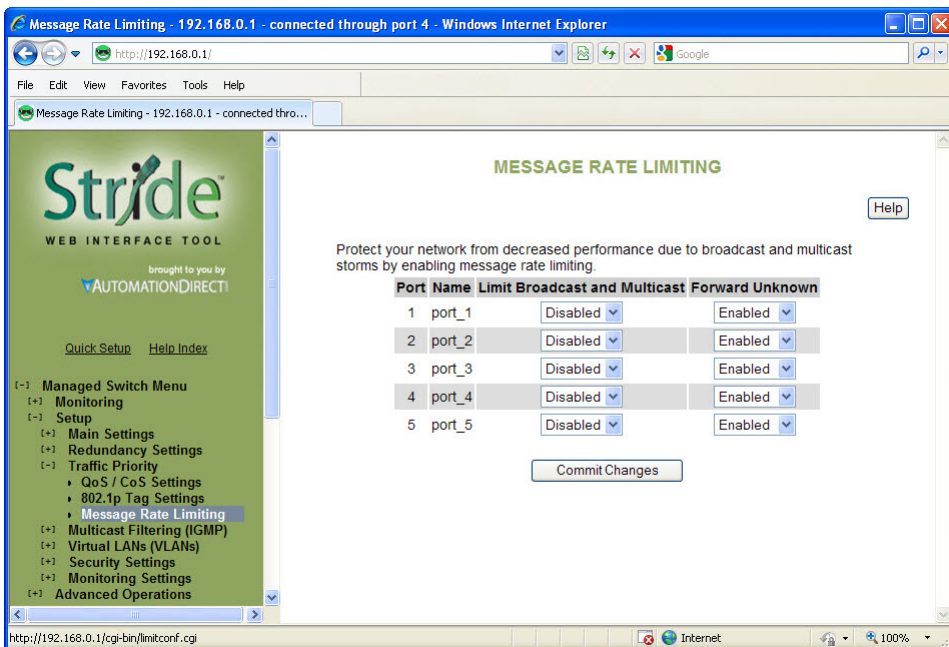 Message Rate Limiting - 192.168.0.1 - connected through port 4 - Windows Internet Explorer
http://192.168.0.1/
Google
File Edit View Favorites Tools Help
Message Rate Limiting - 192.168.0.1 - connected thro...
Stride™
WEB INTERFACE TOOL
brought to you by
AUTOMATIONDIRECT
Quick Setup Help Index
[-] Managed Switch Menu
[+] Monitoring
[-] Setup
[+] Main Settings
[+] Redundancy Settings
[-] Traffic Priority
QoS / CoS Settings
802.1p Tag Settings
Message Rate Limiting
[+] Multicast Filtering (IGMP)
[+] Virtual LANs (VLANs)
[+] Security Settings
[+] Monitoring Settings
[+] Advanced Operations
MESSAGE RATE LIMITING
Help
Protect your network from decreased performance due to broadcast and multicast
storms by enabling message rate limiting.
Port Name Limit Broadcast and Multicast Forward Unknown
1 port_1 Disabled Enabled
2 port_2 Disabled Enabled
3 port_3 Disabled Enabled
4 port_4 Disabled Enabled
5 port_5 Disabled Enabled
Commit Changes
http://192.168.0.1/cgi-bin/limitconf.cgi
Internet
100%